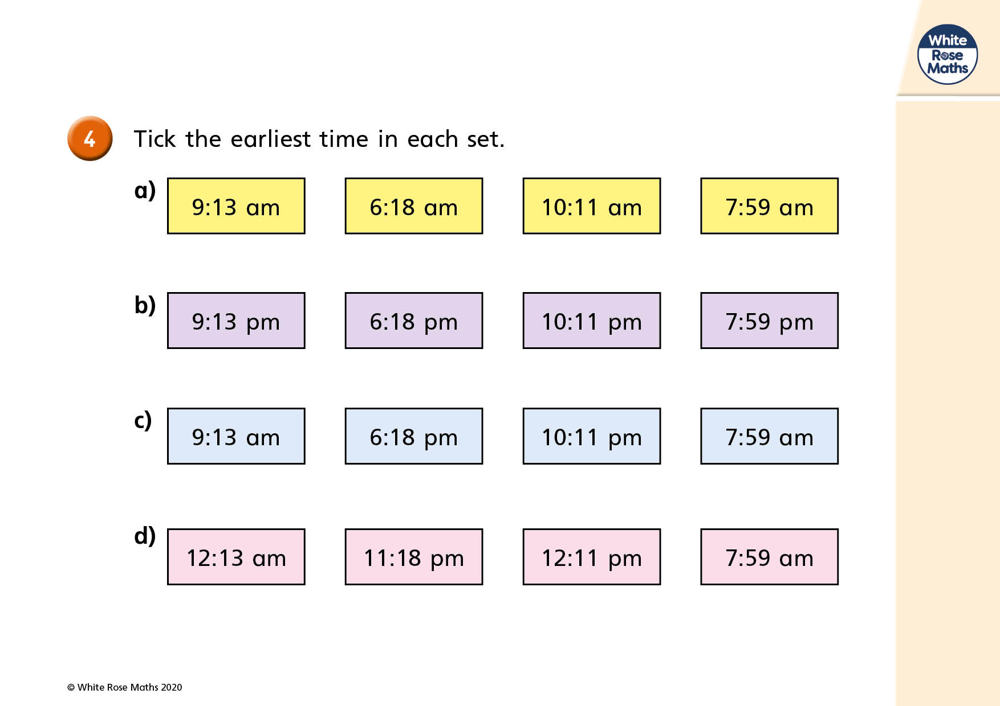 White
Rose
Maths
4 Tick the earliest time in each set.
a) 9:13 am 6:18 am 10:11 am 7:59 am
b) 9:13 pm 6:18 pm 10:11 pm 7:59 pm
c) 9:13 am 6:18 pm 10:11 pm 7:59 am
d) 12:13 am 11:18 pm 12:11 pm 7:59 am
© White Rose Maths 2020